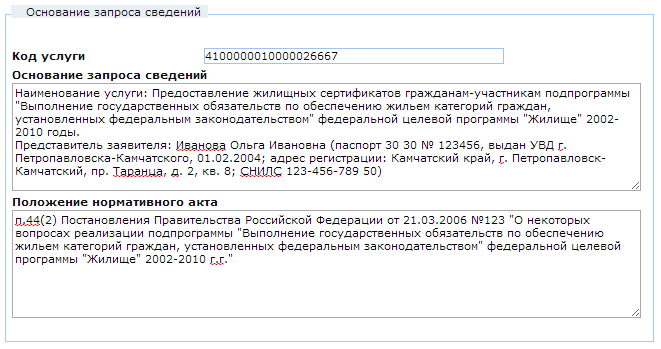 Основание запроса сведений
Код услуги 4100000010000026667
Основание запроса сведений
Наименование услуги: Предоставление жилищных сертификатов гражданам-участникам подпрограммы
"Выполнение государственных обязательств по обеспечению жильем категорий граждан,
установленных федеральным законодательством" федеральной целевой программы "Жилище" 2002-
2010 годы.
Представитель заявителя: Иванова Ольга Ивановна (паспорт 30 30 № 123456, выдан УВД г.
Петропавловска-Камчатского, 01.02.2004; адрес регистрации: Камчатский край, г. Петропавловск-
Камчатский, пр. Таранца, д. 2, кв. 8; СНИЛС 123-456-789 50)
Положение нормативного акта
п.44(2) Постановления Правительства Российской Федерации от 21.03.2006 №123 "О некоторых
вопросах реализации подпрограммы "Выполнение государственных обязательств по обеспечению
жильем категорий граждан, установленных федеральным законодательством" федеральной целевой
программы "Жилище" 2002-2010 г.г."